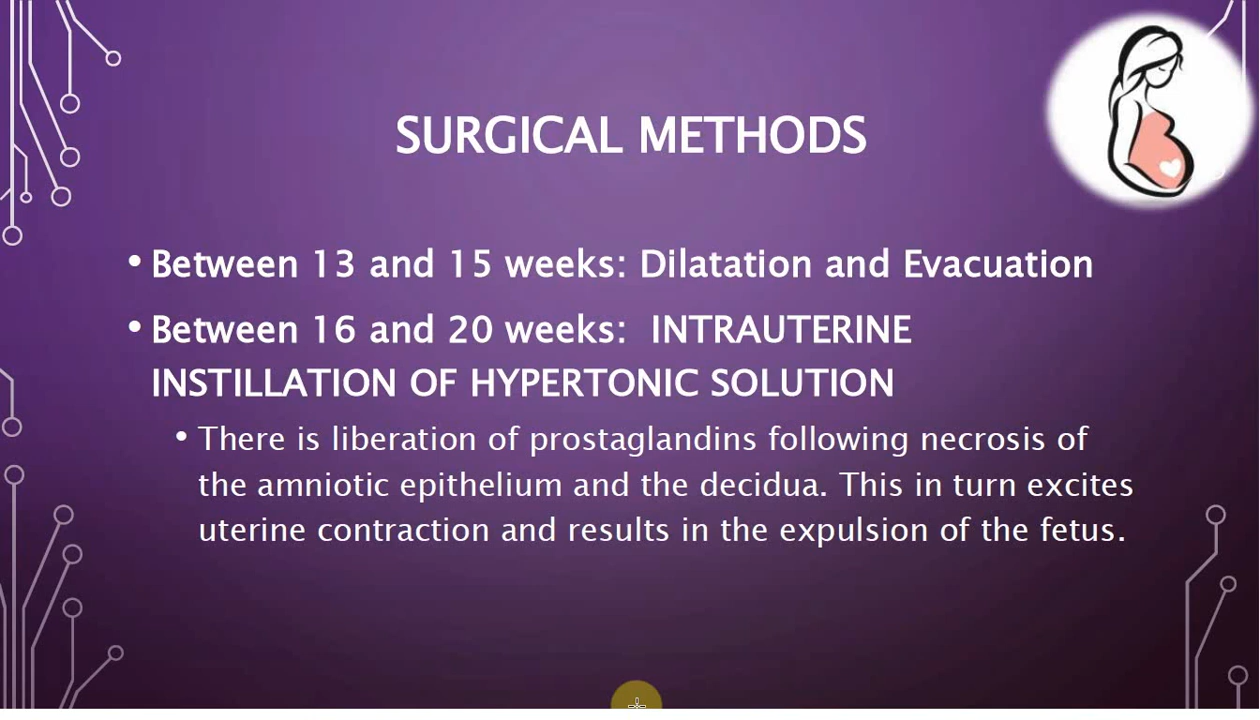 SURGICAL METHODS
• Between 13 and 15 weeks: Dilatation and Evacuation
• Between 16 and 20 weeks:  INTRAUTERINE
INSTILLATION OF HYPERTONIC SOLUTION
• There is liberation of prostaglandins following necrosis of
the amniotic epithelium and the decidua. This in turn excites
uterine contraction and results in the expulsion of the fetus.